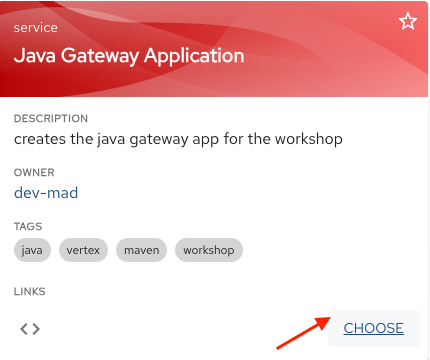 service
Java Gateway Application
DESCRIPTION
creates the java gateway app for the workshop
OWNER
dev-mad
TAGS
java vertex maven workshop
LINKS
CHOOSE